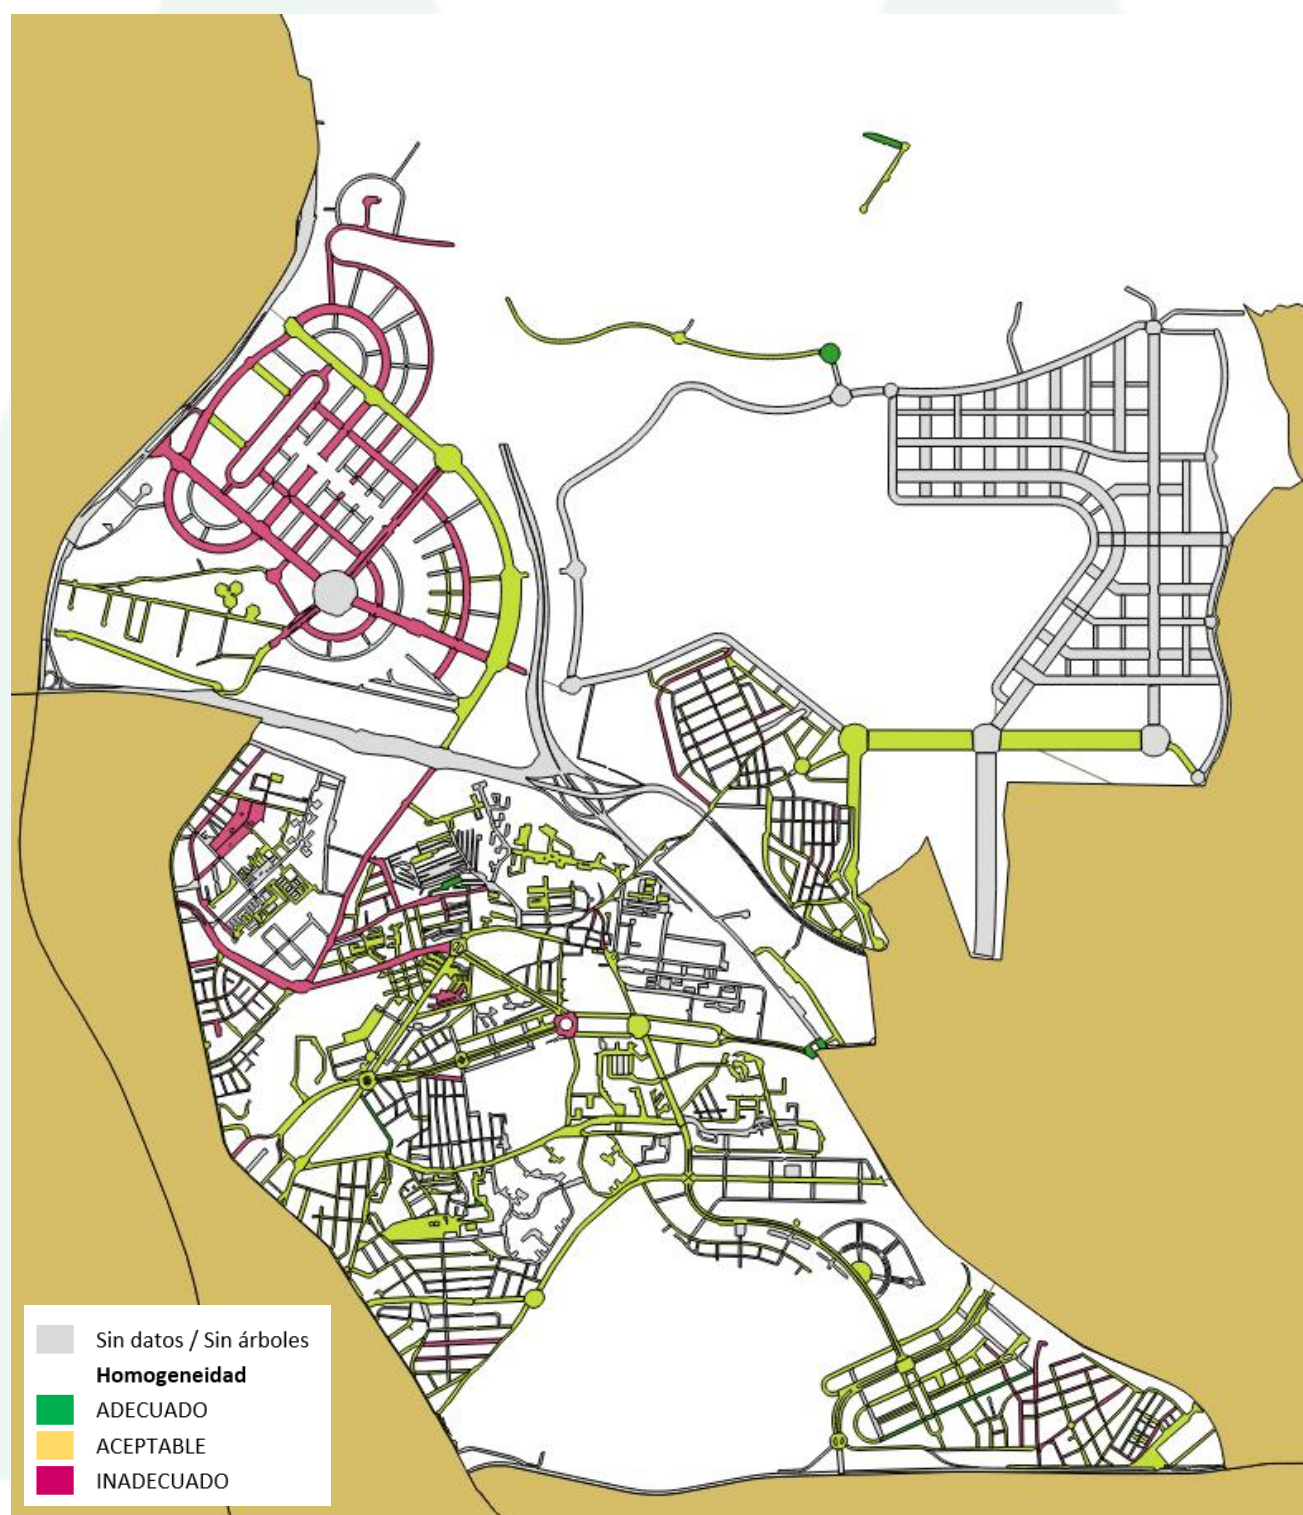 Sin datos / Sin árboles
Homogeneidad
ADECUADO
ACEPTABLE
INADECUADO